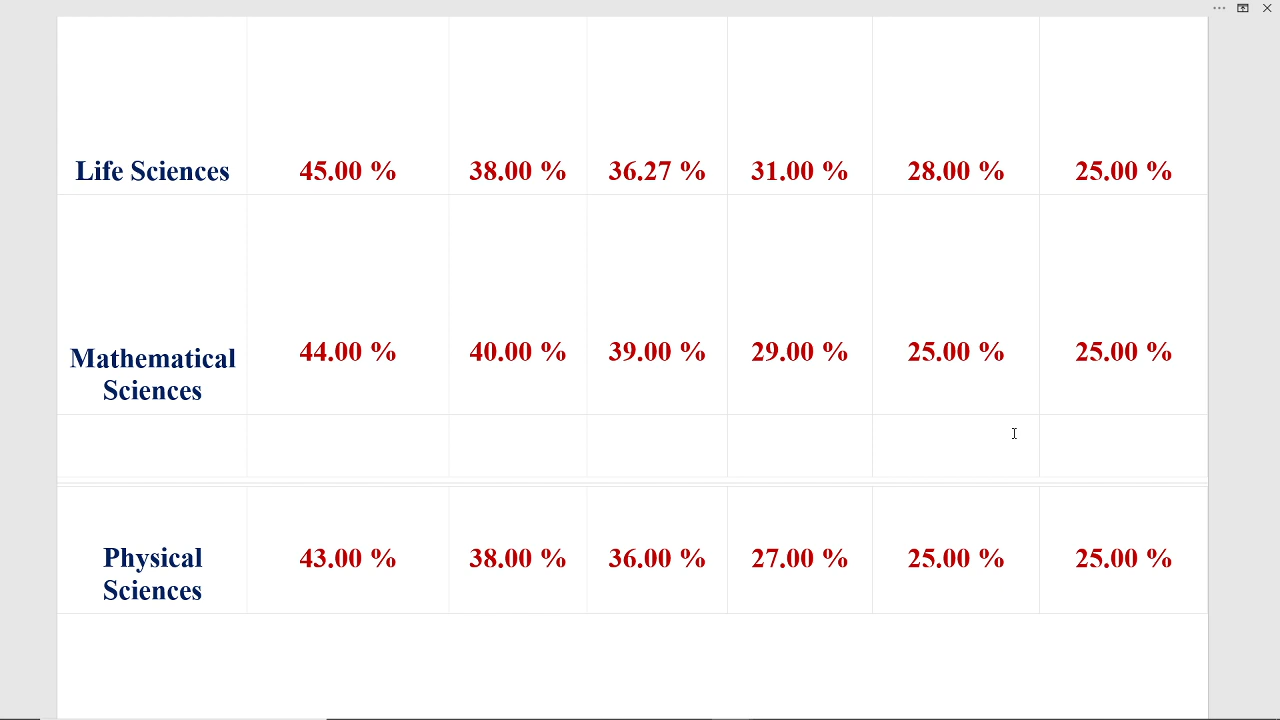 Life Sciences 45.00 % 38.00 % 36.27 % 31.00 % 28.00 % 25.00 %
Mathematical Sciences 44.00 % 40.00 % 39.00 % 29.00 % 25.00 % 25.00 %
Physical Sciences 43.00 % 38.00 % 36.00 % 27.00 % 25.00 % 25.00 %